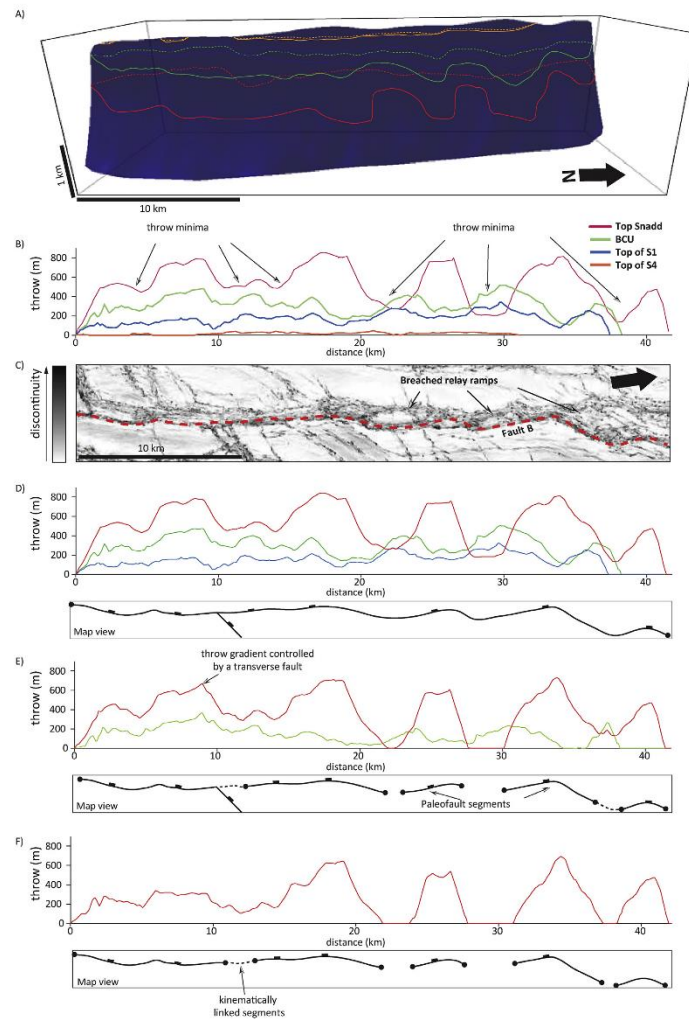 A)
1 km
10 km
N
B)
throw minima
throw minima
Top Snadd
BCU
Top of S1
Top of S4
throw (m)
800
600
400
200
0
0
10
20
30
40
distance (km)
C)
discontinuity
Breached relay ramps
Fault B
10 km
D)
throw (m)
800
600
400
200
0
0
10
20
30
40
distance (km)
Map view
E)
throw gradient controlled
by a transverse fault
throw (m)
800
600
400
200
0
0
10
20
30
40
distance (km)
Map view
Paleofault segments
F)
throw (m)
800
600
400
200
0
0
10
20
30
40
distance (km)
Map view
kinematically
linked segments